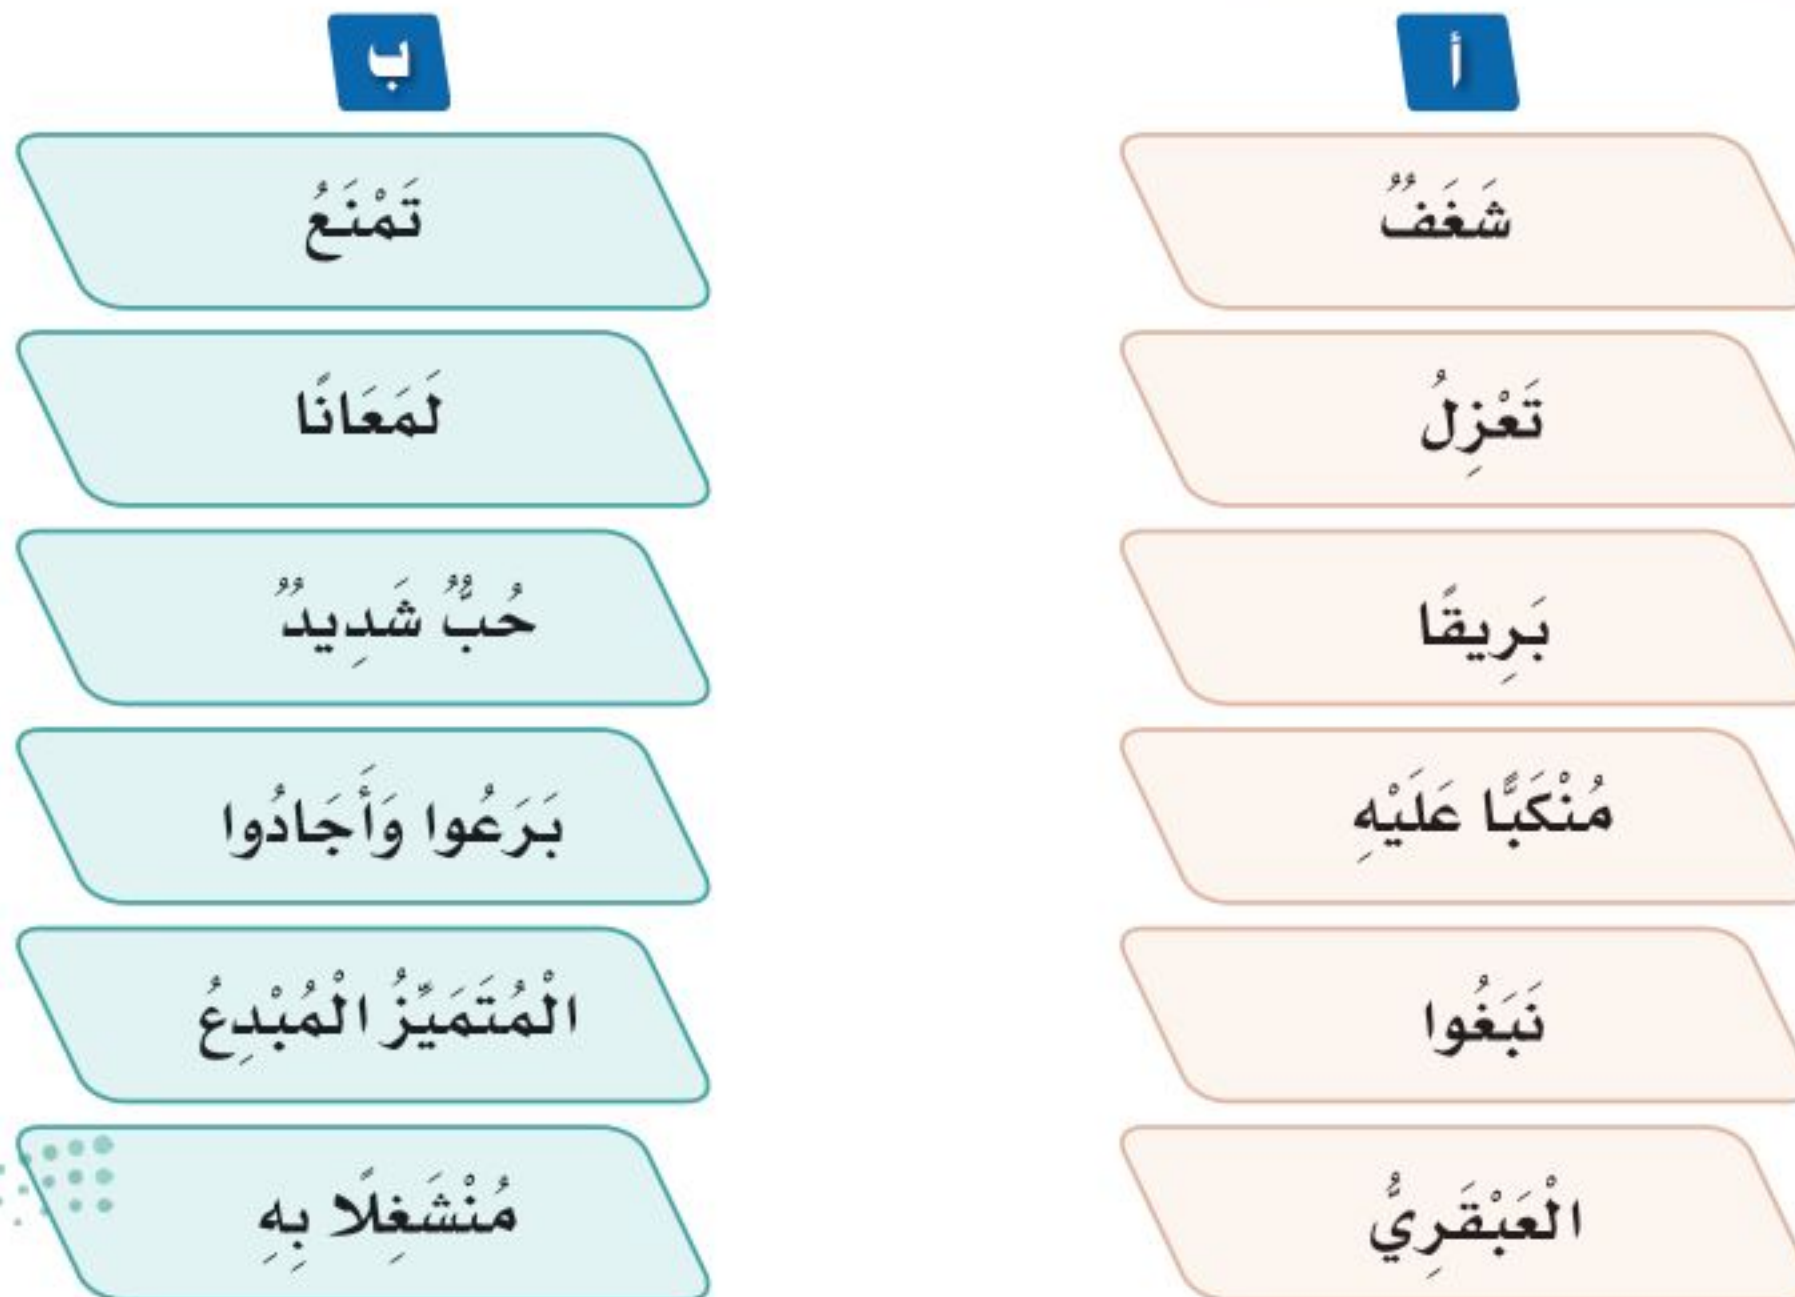 أ
ب
شَغَفٌ
تَمْنَعُ
تَعْزِلُ
لَمَعَانًا
بَرِيقًا
حُبٌّ شَدِيدٌ
مُنْكَبًّا عَلَيْهِ
بَرَعُوا وَأَجَادُوا
نَبَغُوا
الْمُتَمَيِّزُ الْمُبْدِعُ
الْعَبْقَرِيُّ
مُنْشَغِلًا بِهِ